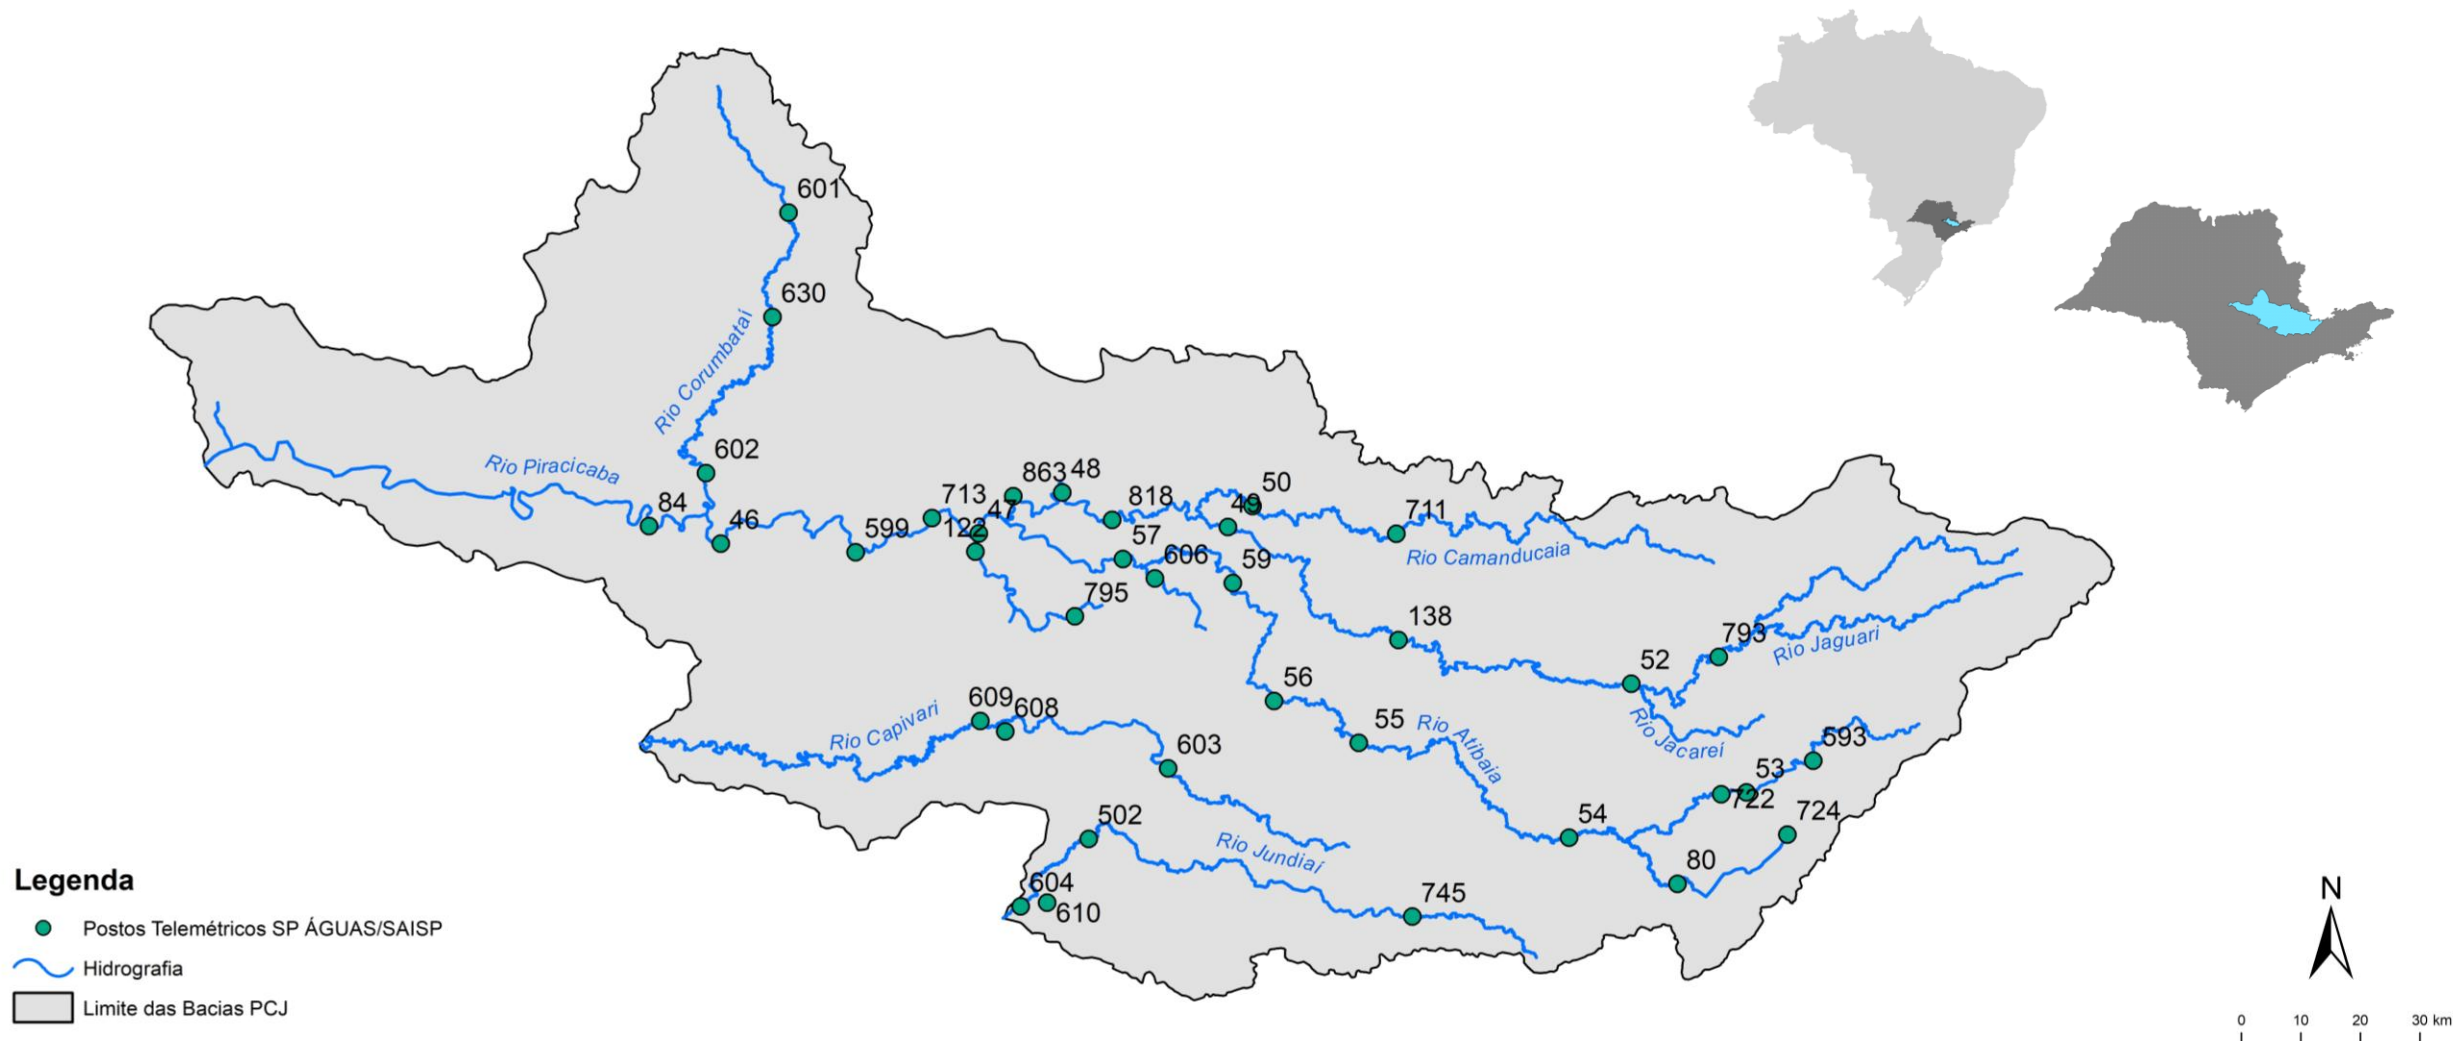 601
630
Rio Corumbataí
602
Rio Piracicaba
84
46
599
713
122
47
863
48
818
50
49
711
Rio Camanducaia
57
606
59
795
138
793
Rio Jaguari
52
Rio Jacareí
56
55
Rio Atibaia
593
53
722
724
54
80
609
608
Rio Capivari
603
502
Rio Jundiaí
745
604
610
Legenda
Postos Telemétricos SP ÁGUAS/SAISP
Hidrografia
Limite das Bacias PCJ
N
0 10 20 30 km